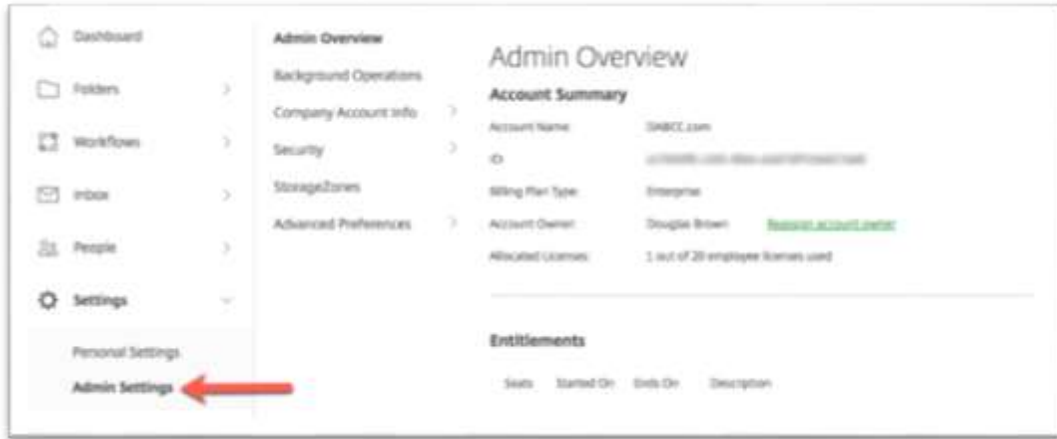 Dashboard
Folders
Workflows
Inbox
People
Settings
Personal Settings
Admin Settings
Admin Overview
Background Operations
Company Account Info
Security
StorageZones
Advanced Preferences
Admin Overview
Account Summary
Account Name: DABCC.com
ID:
Billing Plan Type: Enterprise
Account Owner: Douglas Brown Reassign account owner
Allocated Licenses: 1 out of 20 employee licenses used
Entitlements
Seats Started On Ends On Description